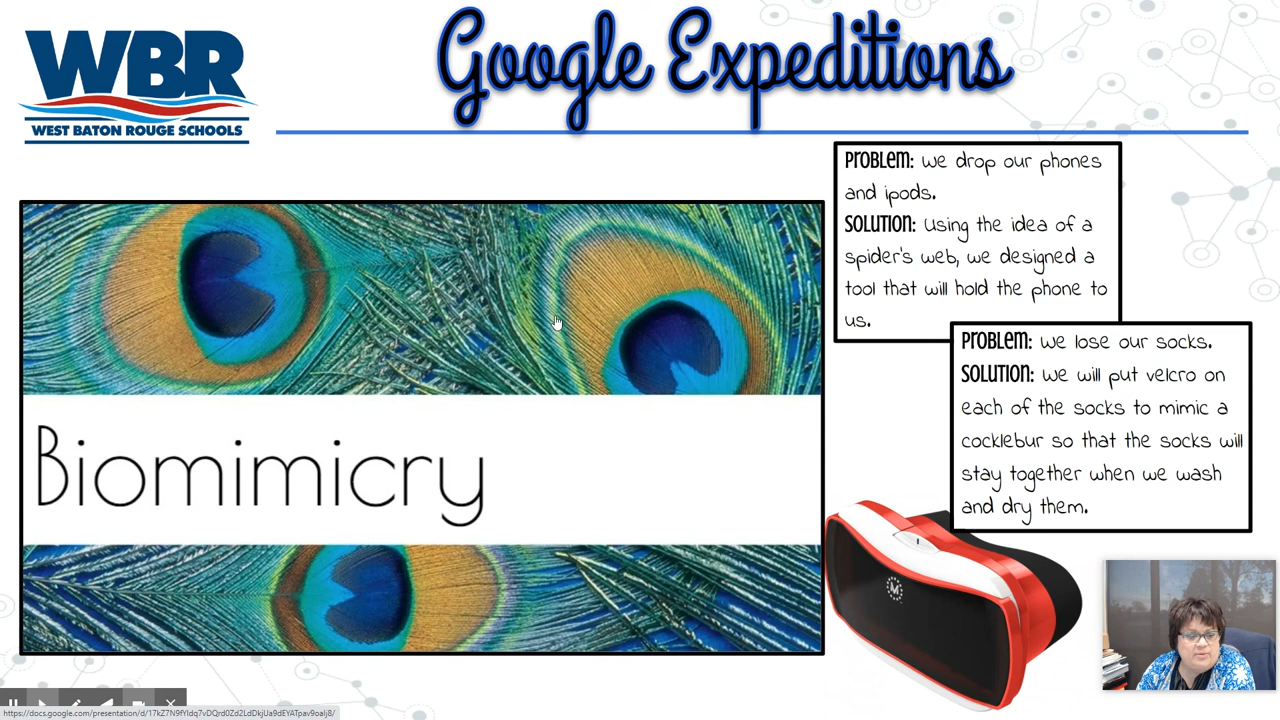 WBR
WEST BATON ROUGE SCHOOLS
Google Expeditions
Problem: We drop our phones
and ipods.
Solution: Using the idea of a
spider's web, we designed a
tool that will hold the phone to
us.
Problem: We lose our socks.
Solution: We will put velcro on
each of the socks to mimic a
cocklebur so that the socks will
stay together when we wash
and dry them.
Biomimicry
M